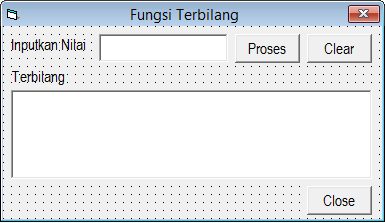 Fungsi Terbilang
Inputkan Nilai :
Proses
Clear
Terbilang
Close